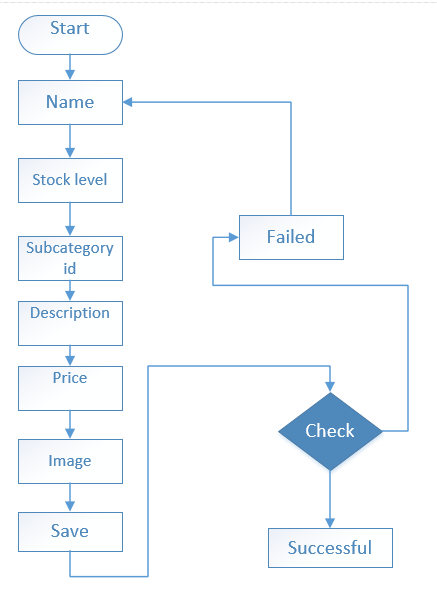 Start
Name
Stock level
Subcategory
id
Description
Price
Image
Save
Failed
Check
Successful